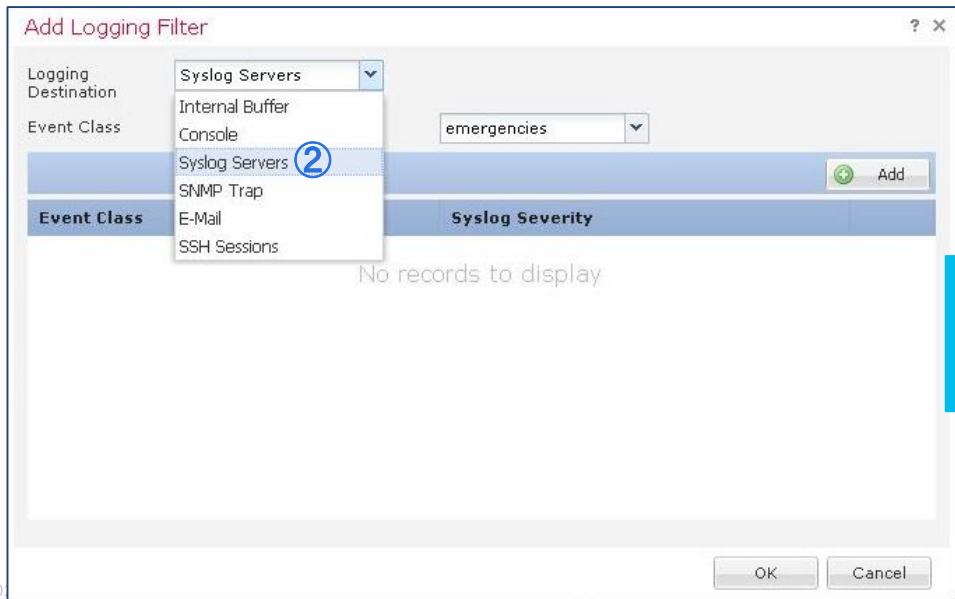 Add Logging Filter
? ×
Logging
Destination
Syslog Servers
Internal Buffer
Event Class
emergencies
Console
Syslog Servers ②
Add
SNMP Trap
Event Class
E-Mail
Syslog Severity
SSH Sessions
No records to display
OK
Cancel